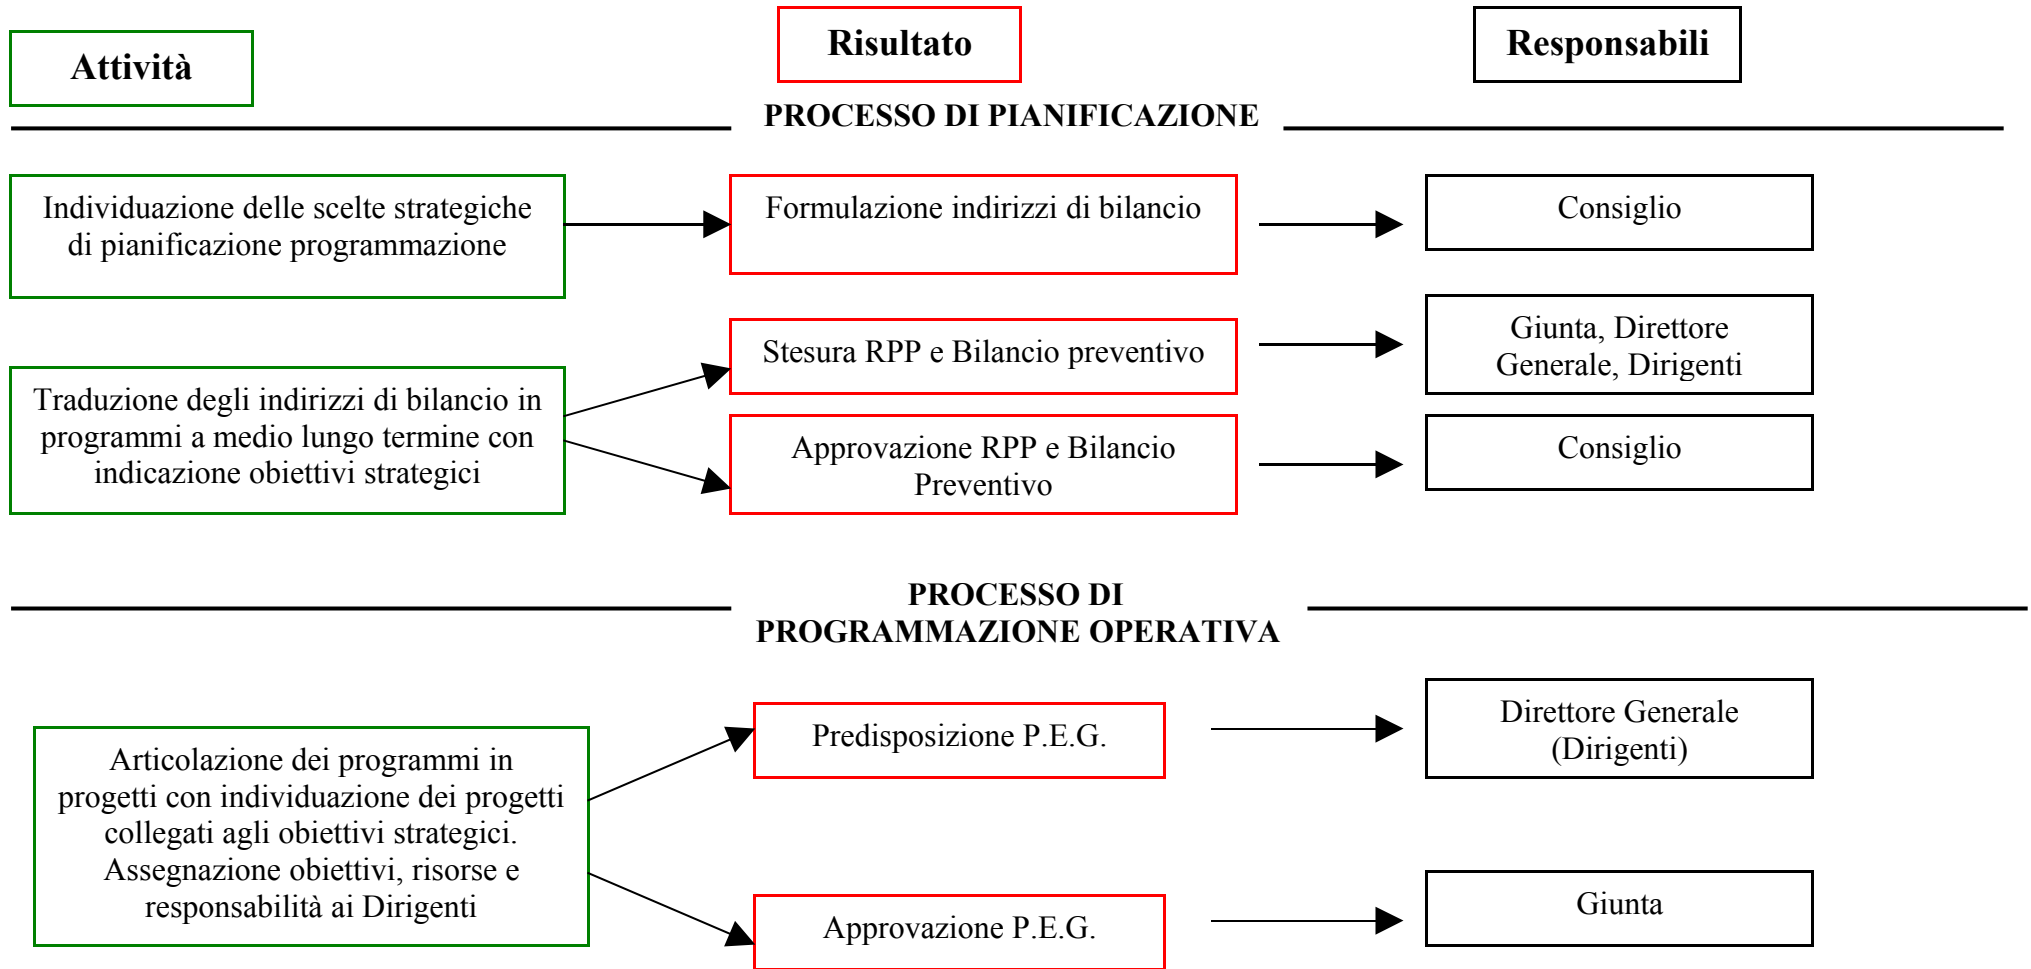 Attività
Risultato
Responsabili
PROCESSO DI PIANIFICAZIONE
Individuazione delle scelte strategiche
di pianificazione programmazione
Formulazione indirizzi di bilancio
Consiglio
Traduzione degli indirizzi di bilancio in
programmi a medio lungo termine con
indicazione obiettivi strategici
Stesura RPP e Bilancio preventivo
Giunta, Direttore
Generale, Dirigenti
Approvazione RPP e Bilancio
Preventivo
Consiglio
PROCESSO DI
PROGRAMMAZIONE OPERATIVA
Articolazione dei programmi in
progetti con individuazione dei progetti
collegati agli obiettivi strategici.
Assegnazione obiettivi, risorse e
responsabilità ai Dirigenti
Predisposizione P.E.G.
Direttore Generale
(Dirigenti)
Approvazione P.E.G.
Giunta